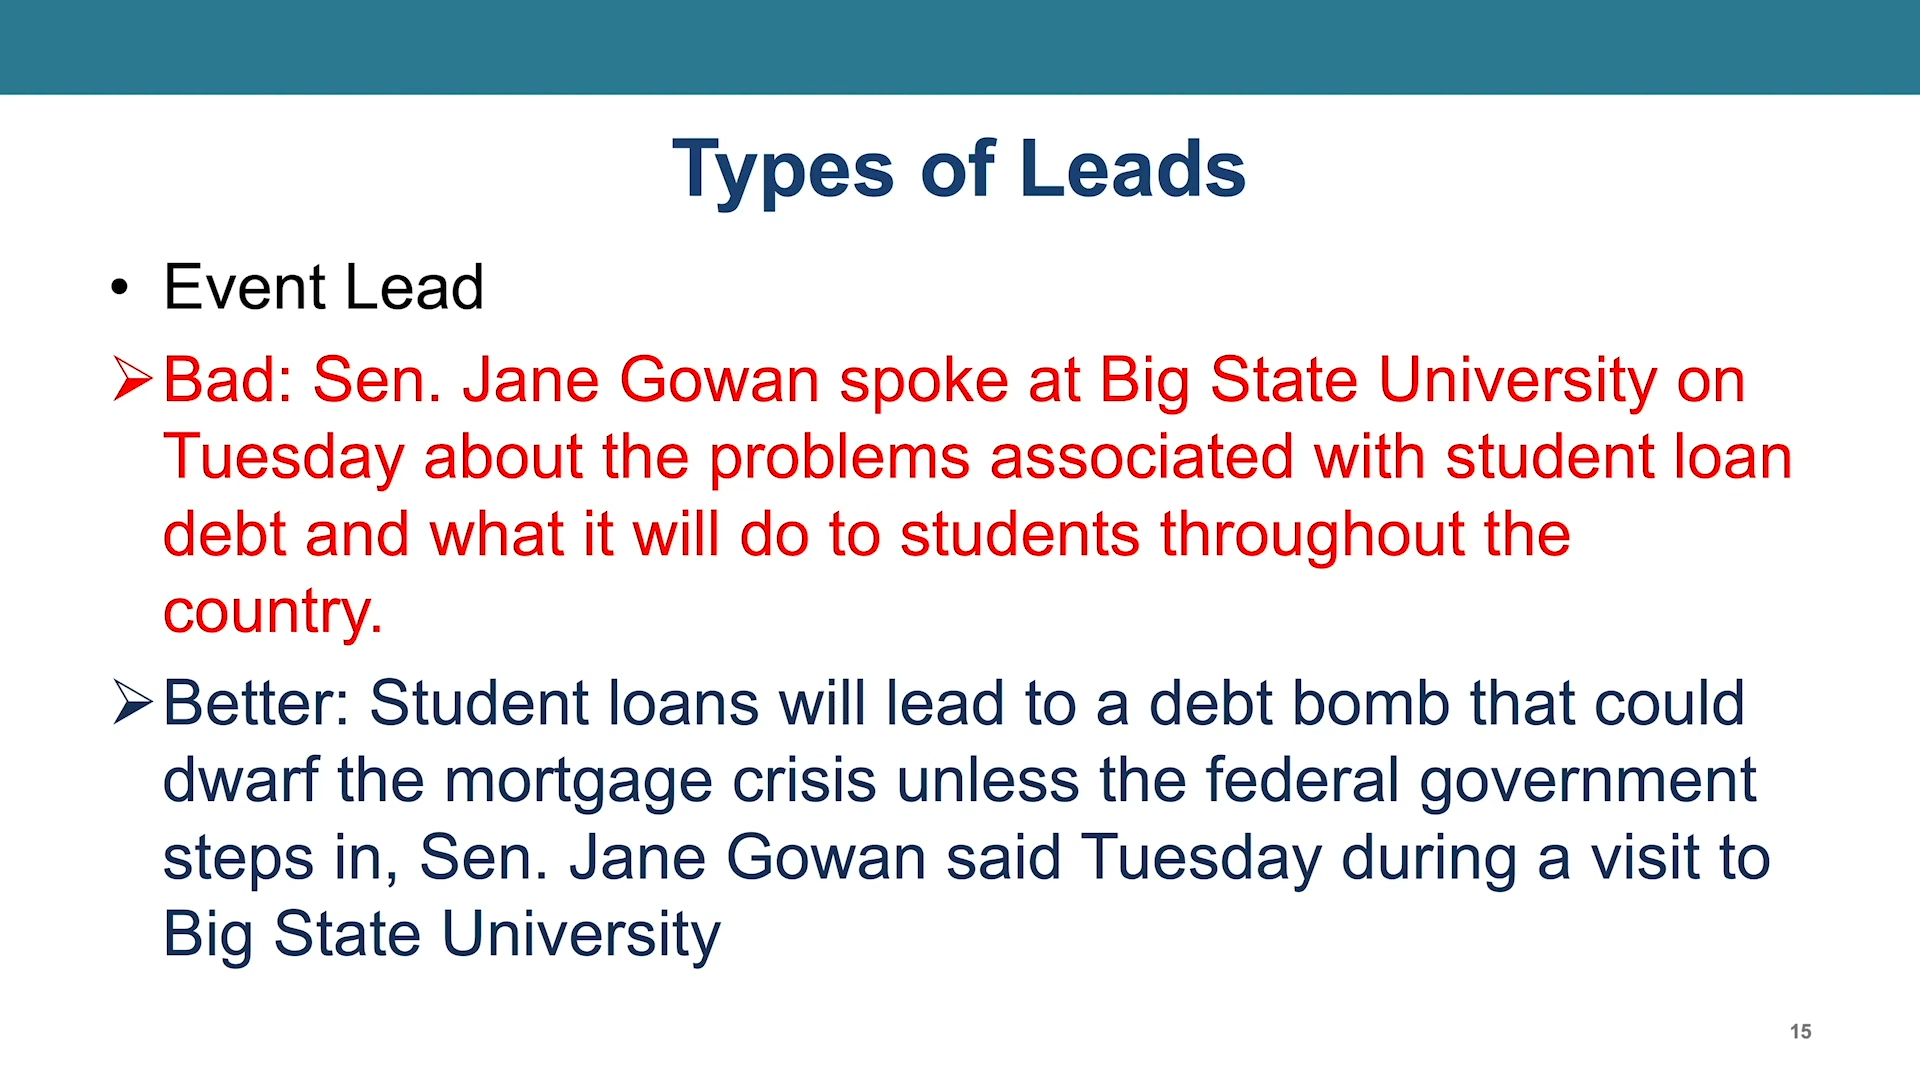 Types of Leads
• Event Lead
➢Bad: Sen. Jane Gowan spoke at Big State University on
Tuesday about the problems associated with student loan
debt and what it will do to students throughout the
country.
➢Better: Student loans will lead to a debt bomb that could
dwarf the mortgage crisis unless the federal government
steps in, Sen. Jane Gowan said Tuesday during a visit to
Big State University
15